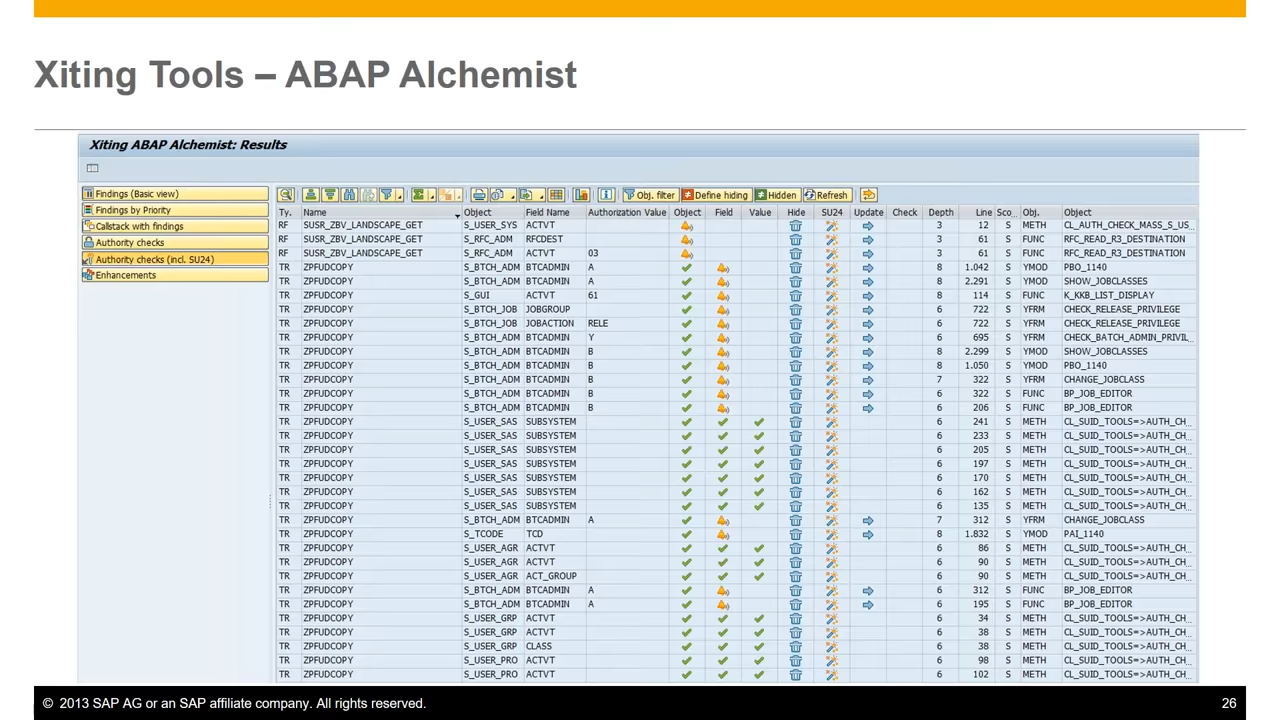 Xiting Tools – ABAP Alchemist
Xiting ABAP Alchemist: Results
Findings (Basic view)
Findings by Priority
Callstack with findings
Authority checks
Authority checks (incl. SU24)
Enhancements
Obj. filter Define hiding Hidden Refresh
Ty. Name Object Field Name Authorization Value Object Field Value Hide SU24 Update Check Depth Line Sco... Obj. Object
RF SUSR_ZBV_LANDSCAPE_GET S_USER_SYS ACTVT 3 12 S METH CL_AUTH_CHECK_MASS_S_US...
RF SUSR_ZBV_LANDSCAPE_GET S_RFC_ADM RFCDEST 3 61 S FUNC RFC_READ_R3_DESTINATION
RF SUSR_ZBV_LANDSCAPE_GET S_RFC_ADM ACTVT 03 3 61 S FUNC RFC_READ_R3_DESTINATION
TR ZPFUDCOPY S_BTCH_ADM BTCADMIN A 8 1.042 S YMOD PBO_1140
TR ZPFUDCOPY S_BTCH_ADM BTCADMIN A 8 2.291 S YMOD SHOW_JOBCLASSES
TR ZPFUDCOPY S_GUI ACTVT 61 8 114 S FUNC K_KKB_LIST_DISPLAY
TR ZPFUDCOPY S_BTCH_JOB JOBGROUP 6 722 S YFRM CHECK_RELEASE_PRIVILEGE
TR ZPFUDCOPY S_BTCH_JOB JOBACTION RELE 6 722 S YFRM CHECK_RELEASE_PRIVILEGE
TR ZPFUDCOPY S_BTCH_ADM BTCADMIN Y 6 695 S YFRM CHECK_BATCH_ADMIN_PRIVIL...
TR ZPFUDCOPY S_BTCH_ADM BTCADMIN B 8 2.299 S YMOD SHOW_JOBCLASSES
TR ZPFUDCOPY S_BTCH_ADM BTCADMIN B 8 1.050 S YMOD PBO_1140
TR ZPFUDCOPY S_BTCH_ADM BTCADMIN B 7 322 S YFRM CHANGE_JOBCLASS
TR ZPFUDCOPY S_BTCH_ADM BTCADMIN B 6 322 S FUNC BP_JOB_EDITOR
TR ZPFUDCOPY S_BTCH_ADM BTCADMIN B 6 206 S FUNC BP_JOB_EDITOR
TR ZPFUDCOPY S_USER_SAS SUBSYSTEM 6 241 S METH CL_SUID_TOOLS=>AUTH_CH...
TR ZPFUDCOPY S_USER_SAS SUBSYSTEM 6 233 S METH CL_SUID_TOOLS=>AUTH_CH...
TR ZPFUDCOPY S_USER_SAS SUBSYSTEM 6 205 S METH CL_SUID_TOOLS=>AUTH_CH...
TR ZPFUDCOPY S_USER_SAS SUBSYSTEM 6 197 S METH CL_SUID_TOOLS=>AUTH_CH...
TR ZPFUDCOPY S_USER_SAS SUBSYSTEM 6 170 S METH CL_SUID_TOOLS=>AUTH_CH...
TR ZPFUDCOPY S_USER_SAS SUBSYSTEM 6 162 S METH CL_SUID_TOOLS=>AUTH_CH...
TR ZPFUDCOPY S_USER_SAS SUBSYSTEM 6 135 S METH CL_SUID_TOOLS=>AUTH_CH...
TR ZPFUDCOPY S_BTCH_ADM BTCADMIN A 7 312 S YFRM CHANGE_JOBCLASS
TR ZPFUDCOPY S_TCODE TCD 8 1.832 S YMOD PAI_1140
TR ZPFUDCOPY S_USER_AGR ACTVT 6 86 S METH CL_SUID_TOOLS=>AUTH_CH...
TR ZPFUDCOPY S_USER_AGR ACTVT 6 90 S METH CL_SUID_TOOLS=>AUTH_CH...
TR ZPFUDCOPY S_USER_AGR ACT_GROUP 6 90 S METH CL_SUID_TOOLS=>AUTH_CH...
TR ZPFUDCOPY S_BTCH_ADM BTCADMIN A 6 312 S FUNC BP_JOB_EDITOR
TR ZPFUDCOPY S_BTCH_ADM BTCADMIN A 6 195 S FUNC BP_JOB_EDITOR
TR ZPFUDCOPY S_USER_GRP ACTVT 6 34 S METH CL_SUID_TOOLS=>AUTH_CH...
TR ZPFUDCOPY S_USER_GRP ACTVT 6 38 S METH CL_SUID_TOOLS=>AUTH_CH...
TR ZPFUDCOPY S_USER_GRP CLASS 6 38 S METH CL_SUID_TOOLS=>AUTH_CH...
TR ZPFUDCOPY S_USER_PRO ACTVT 6 98 S METH CL_SUID_TOOLS=>AUTH_CH...
TR ZPFUDCOPY S_USER_PRO ACTVT 6 102 S METH CL_SUID_TOOLS=>AUTH_CH...
© 2013 SAP AG or an SAP affiliate company. All rights reserved. 26